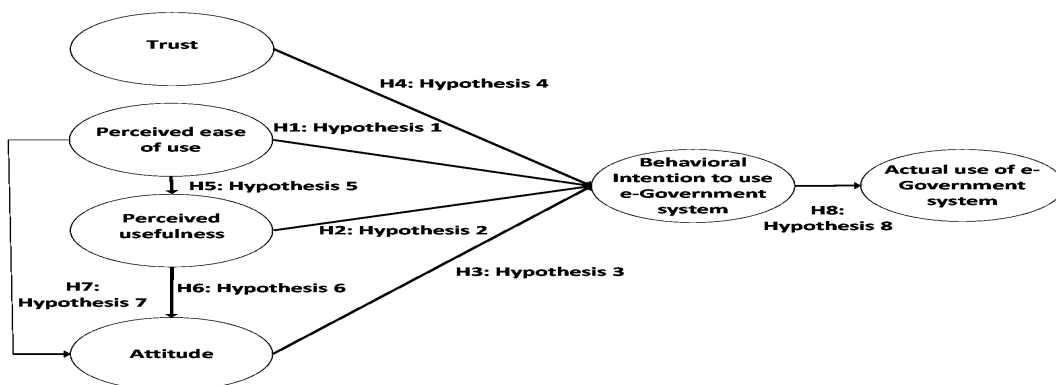 Trust
H4: Hypothesis 4
Perceived ease
of use
H1: Hypothesis 1
H5: Hypothesis 5
Perceived
usefulness
H2: Hypothesis 2
H7:
Hypothesis 7
H6: Hypothesis 6
H3: Hypothesis 3
Attitude
Behavioral
Intention to use
e-Government
system
H8:
Hypothesis 8
Actual use of e-
Government
system